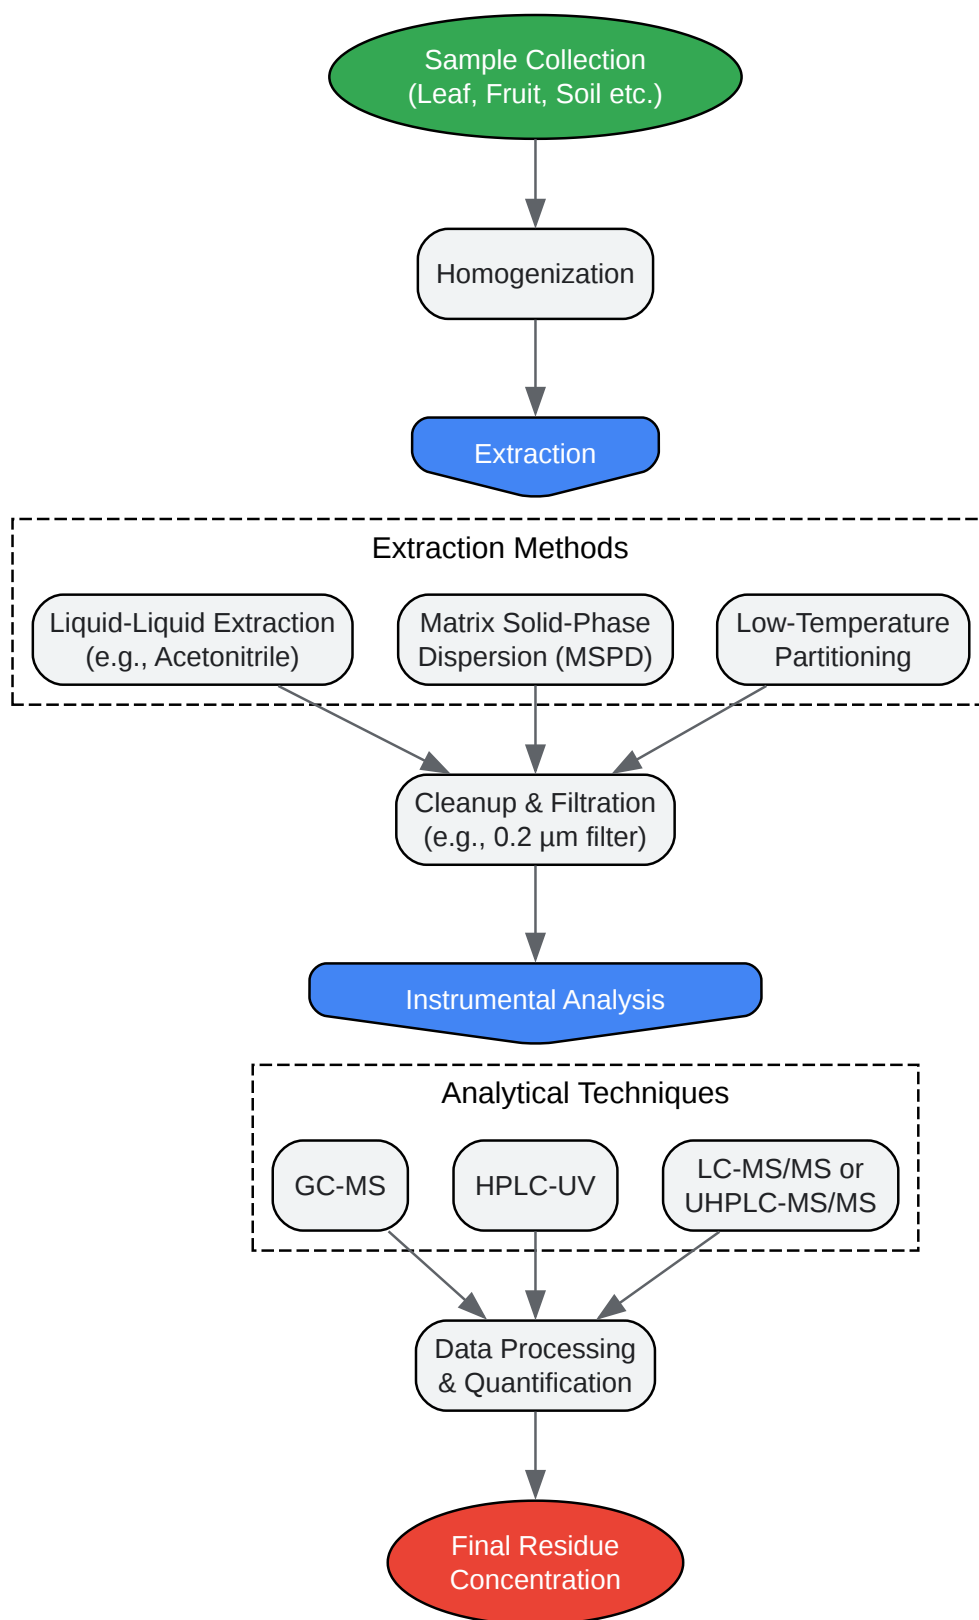 Sample Collection
(Leaf, Fruit, Soil etc.)
Homogenization
Extraction
Extraction Methods
Liquid-Liquid Extraction
(e.g., Acetonitrile)
Matrix Solid-Phase
Dispersion (MSPD)
Low-Temperature
Partitioning
Cleanup & Filtration
(e.g., 0.2 µm filter)
Instrumental Analysis
Analytical Techniques
GC-MS
HPLC-UV
LC-MS/MS or
UHPLC-MS/MS
Data Processing
& Quantification
Final Residue
Concentration